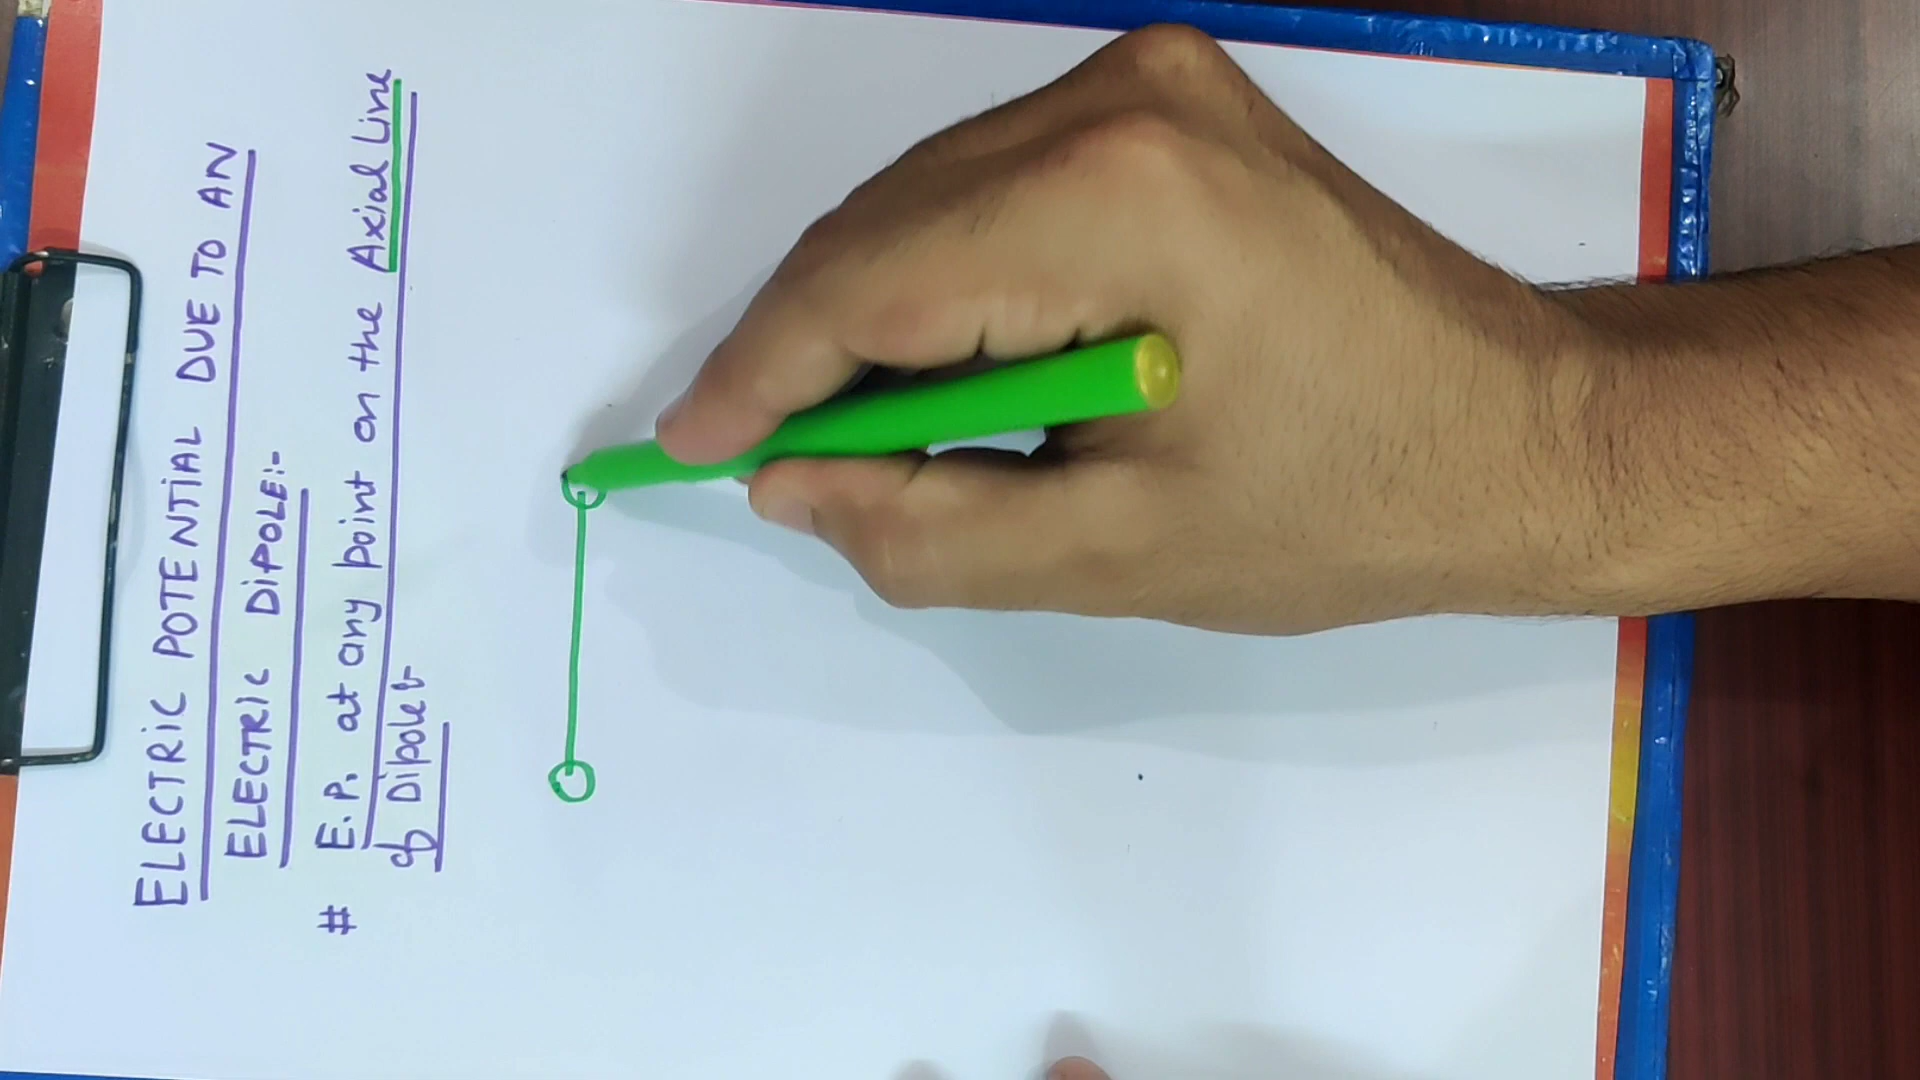 ELECTRIC POTENTIAL DUE TO AN
ELECTRIC DIPOLE:-
# E.P. at any point on the Axial Line
of Dipole:-